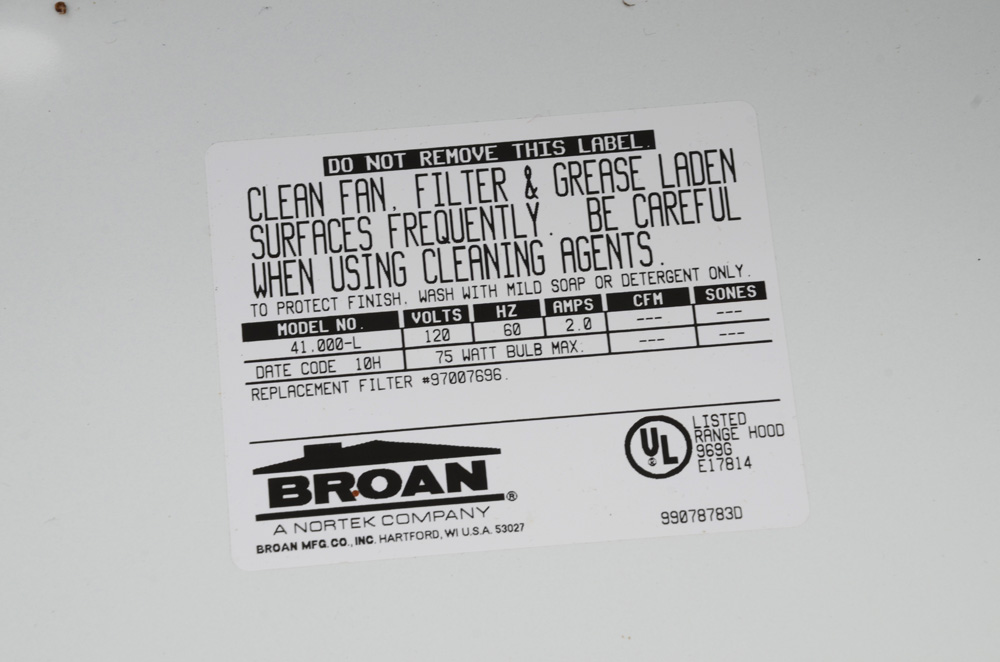 DO NOT REMOVE THIS LABEL.
CLEAN FAN, FILTER & GREASE LADEN
SURFACES FREQUENTLY. BE CAREFUL
WHEN USING CLEANING AGENTS.
TO PROTECT FINISH, WASH WITH MILD SOAP OR DETERGENT ONLY.
MODEL NO. VOLTS HZ AMPS CFM SONES
41.000-L 120 60 2.0 --- ---
DATE CODE 10H 75 WATT BULB MAX. --- ---
REPLACEMENT FILTER #97007696.
BROAN®
A NORTEK COMPANY
BROAN MFG. CO., INC. HARTFORD, WI U.S.A. 53027
UL®
LISTED
RANGE HOOD
969G
E17814
99078783D